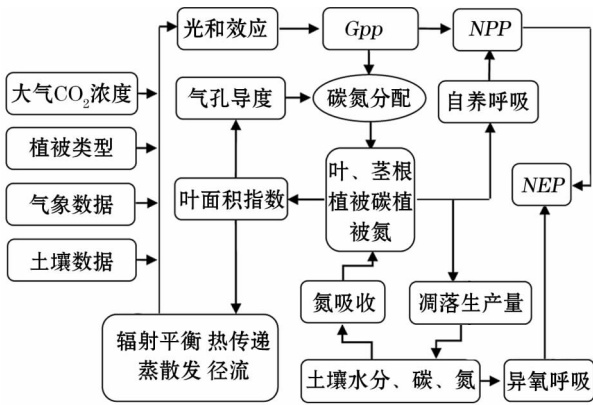 光和效应
Gpp
NPP
大气CO₂浓度
气孔导度
碳氮分配
自养呼吸
植被类型
叶、茎根
植被碳植
被氮
叶面积指数
NEP
气象数据
土壤数据
氮吸收
凋落生产量
辐射平衡 热传递
蒸散发 径流
土壤水分、碳、氮
异氧呼吸